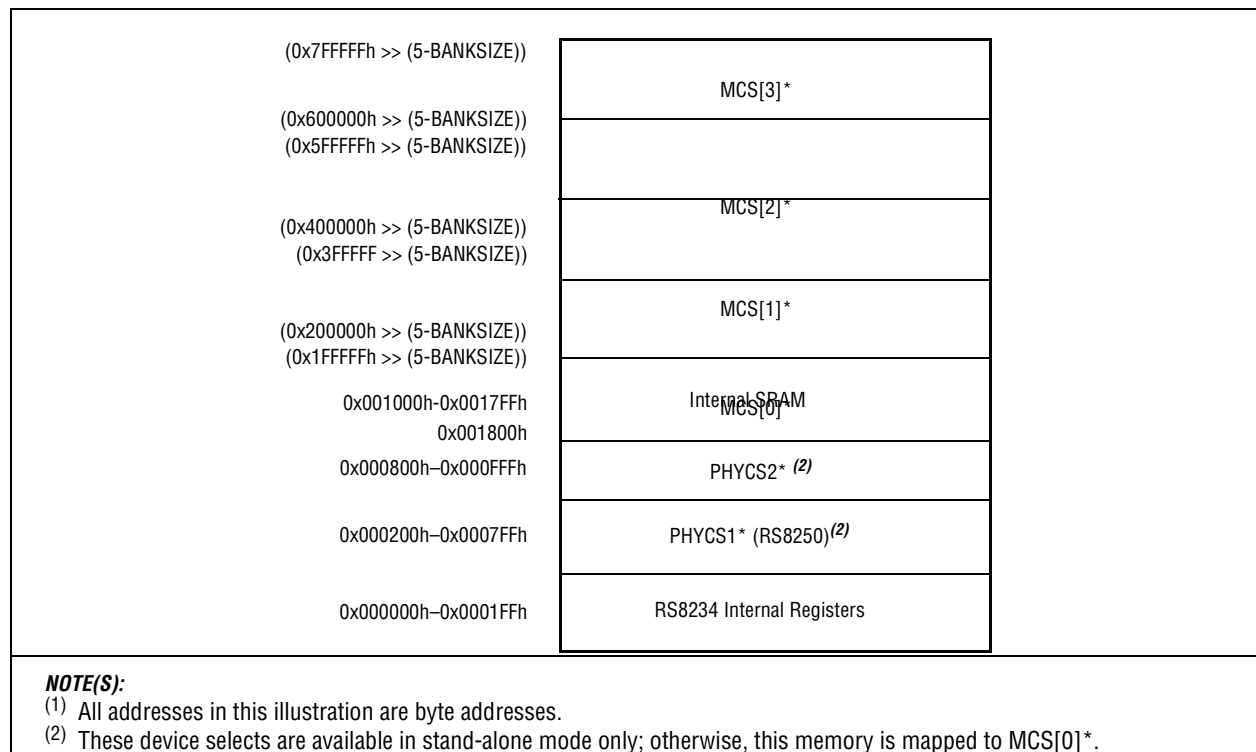 (0x7FFFFFh >> (5-BANKSIZE))
MCS[3]*
(0x600000h >> (5-BANKSIZE))
(0x5FFFFFh >> (5-BANKSIZE))
MCS[2]*
(0x400000h >> (5-BANKSIZE))
(0x3FFFFF >> (5-BANKSIZE))
MCS[1]*
(0x200000h >> (5-BANKSIZE))
(0x1FFFFFh >> (5-BANKSIZE))
0x001000h-0x0017FFh Internal SRAM
MCS[0]*
0x001800h
0x000800h–0x000FFFh PHYCS2* (2)
0x000200h–0x0007FFh PHYCS1* (RS8250)(2)
0x000000h–0x0001FFh RS8234 Internal Registers
NOTE(S):
(1) All addresses in this illustration are byte addresses.
(2) These device selects are available in stand-alone mode only; otherwise, this memory is mapped to MCS[0]*.